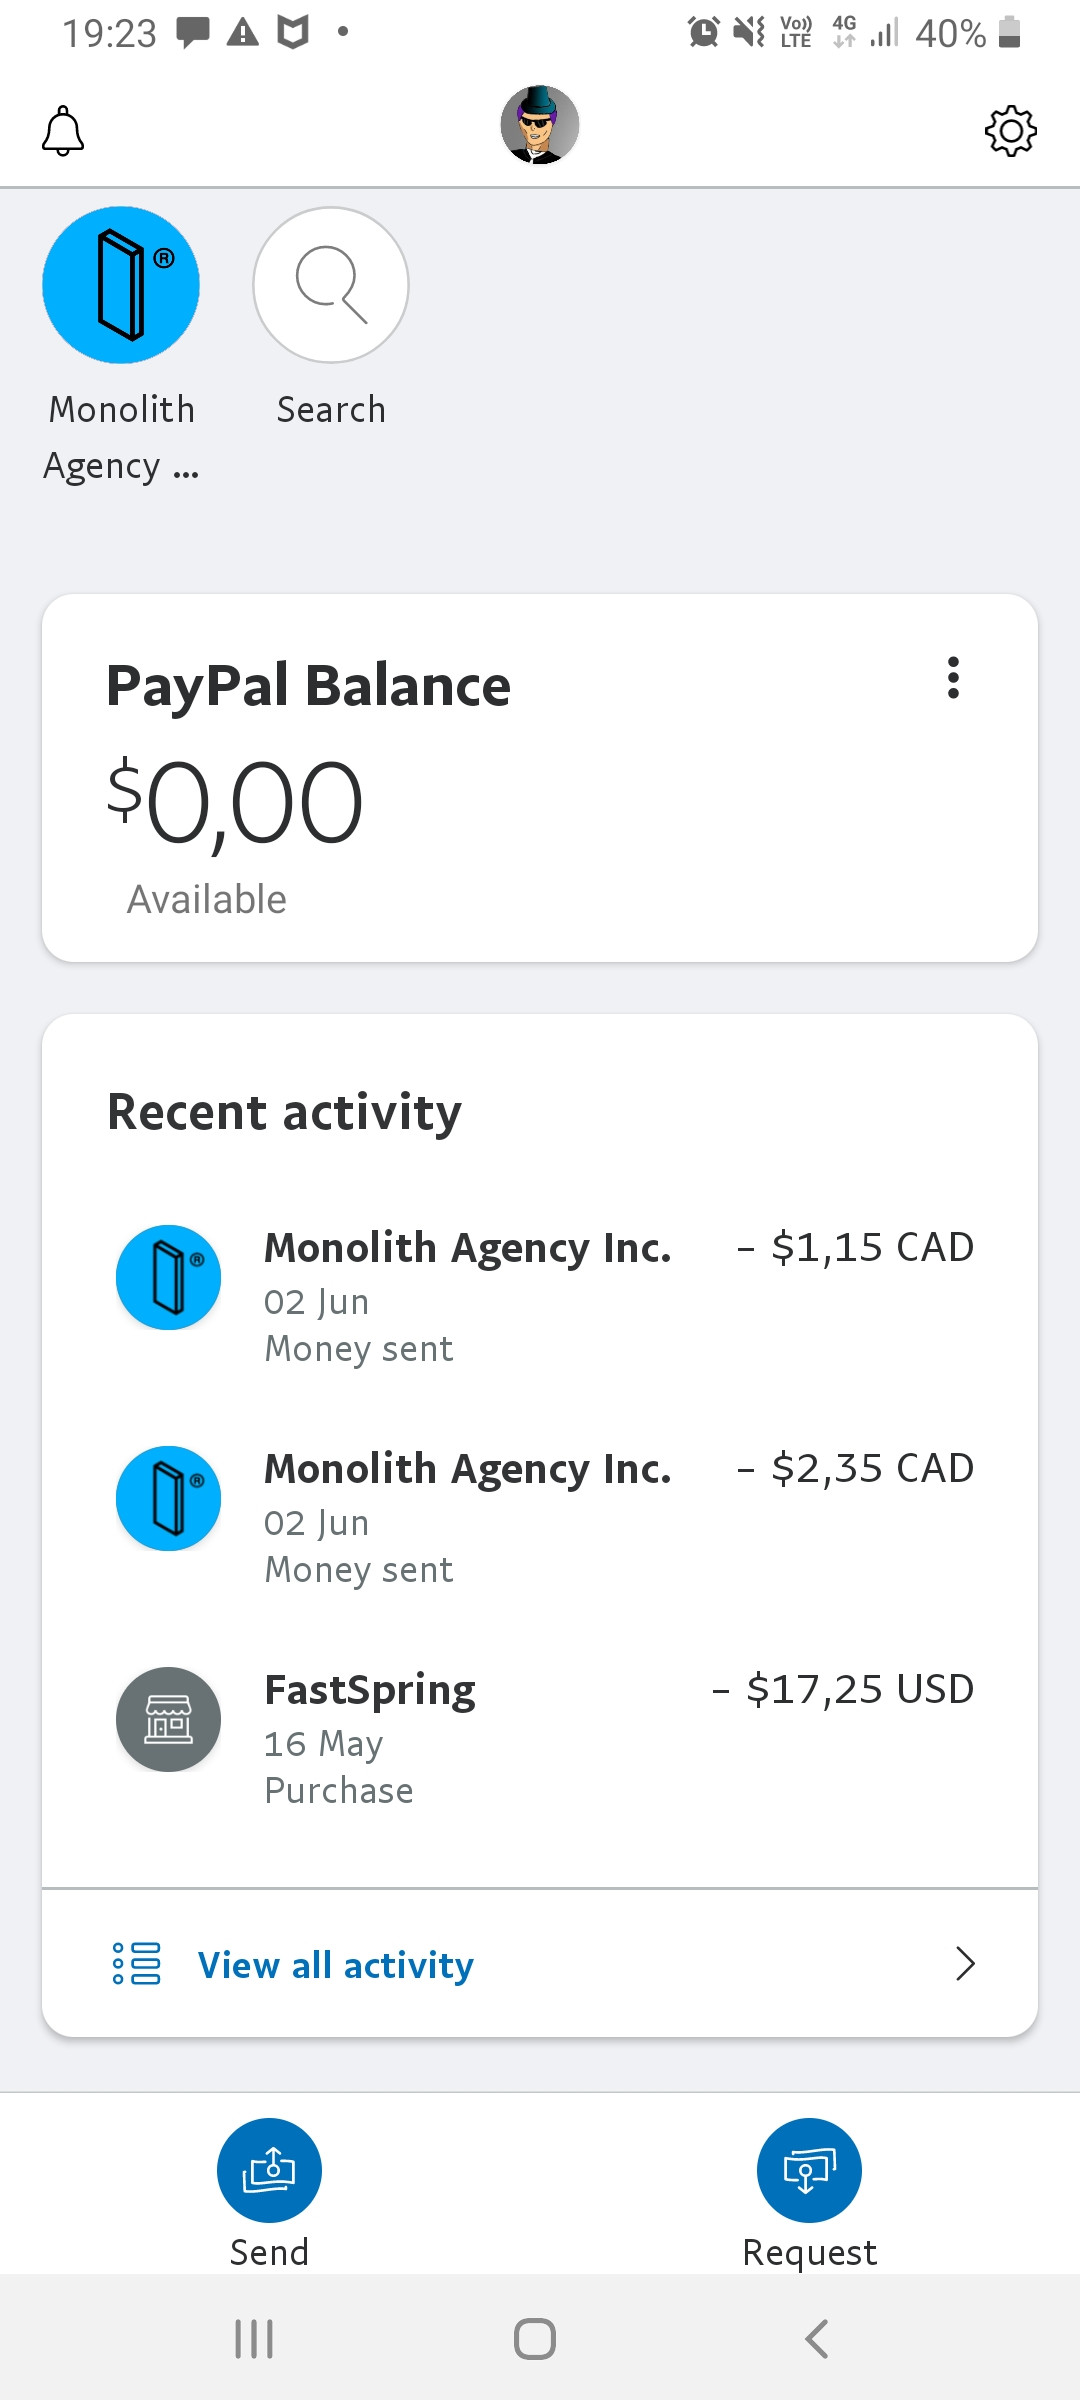 19:23
Vo)) LTE 4G 40%
®
Monolith
Agency ...
Search
PayPal Balance
$0,00
Available
Recent activity
® Monolith Agency Inc. - $1,15 CAD
02 Jun
Money sent
® Monolith Agency Inc. - $2,35 CAD
02 Jun
Money sent
FastSpring - $17,25 USD
16 May
Purchase
View all activity
Send
Request